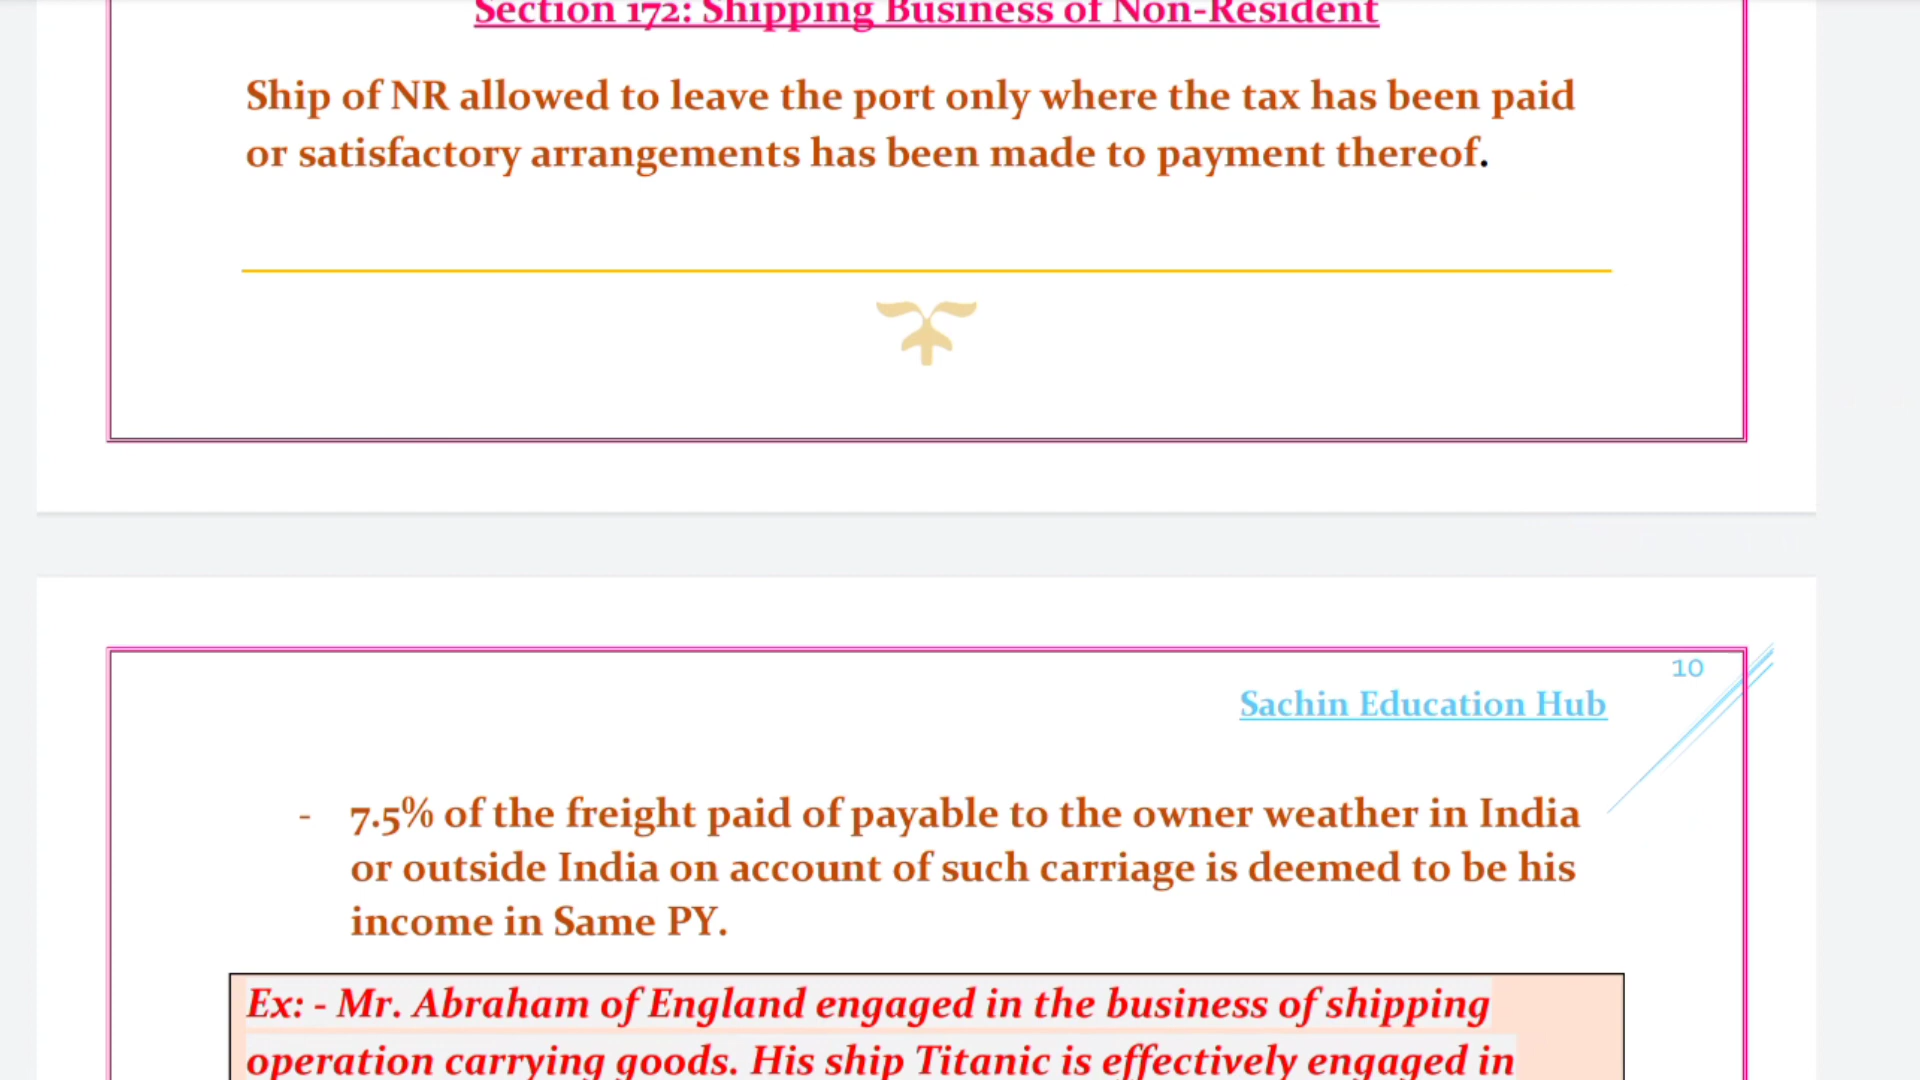 Section 172: Shipping Business of Non-Resident
Ship of NR allowed to leave the port only where the tax has been paid
or satisfactory arrangements has been made to payment thereof.
10
Sachin Education Hub
- 7.5% of the freight paid of payable to the owner weather in India
or outside India on account of such carriage is deemed to be his
income in Same PY.
Ex: - Mr. Abraham of England engaged in the business of shipping
operation carrying goods. His ship Titanic is effectively engaged in